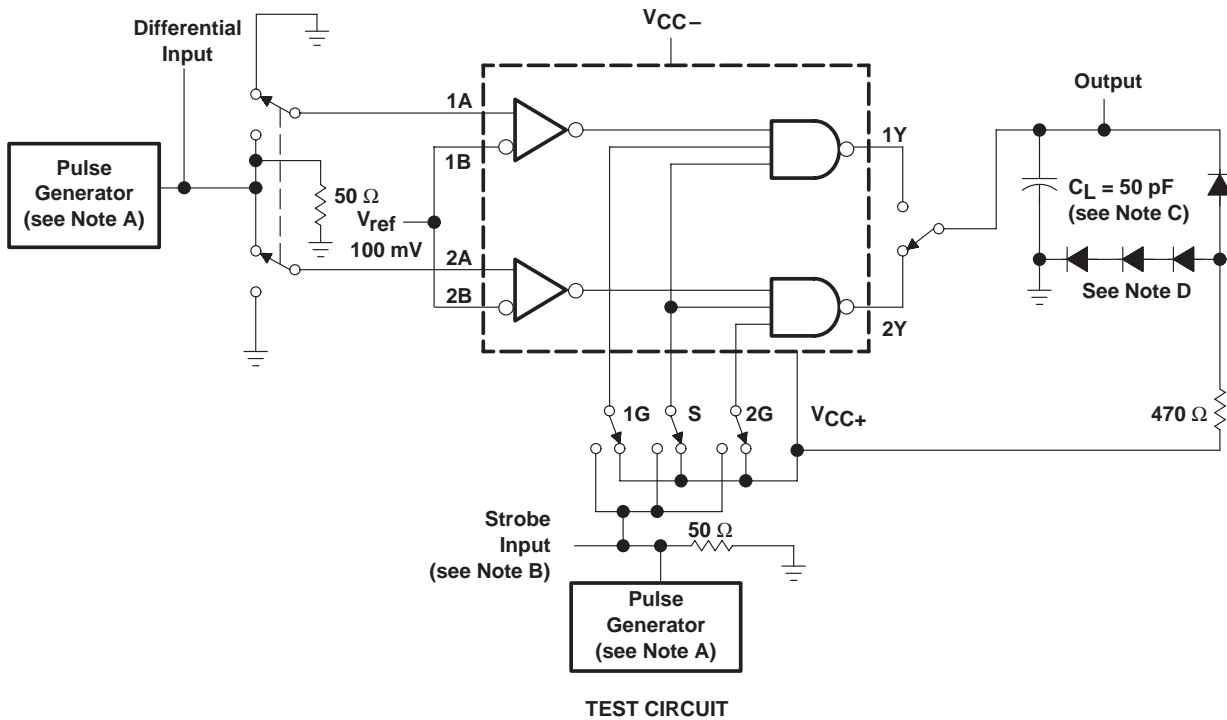 Differential
Input
VCC−
Output
Pulse
Generator
(see Note A)
50 Ω
Vref
100 mV
1A
1B
2A
2B
1Y
2Y
CL = 50 pF
(see Note C)
See Note D
1G
S
2G
VCC+
470 Ω
Strobe
Input
(see Note B)
50 Ω
Pulse
Generator
(see Note A)
TEST CIRCUIT